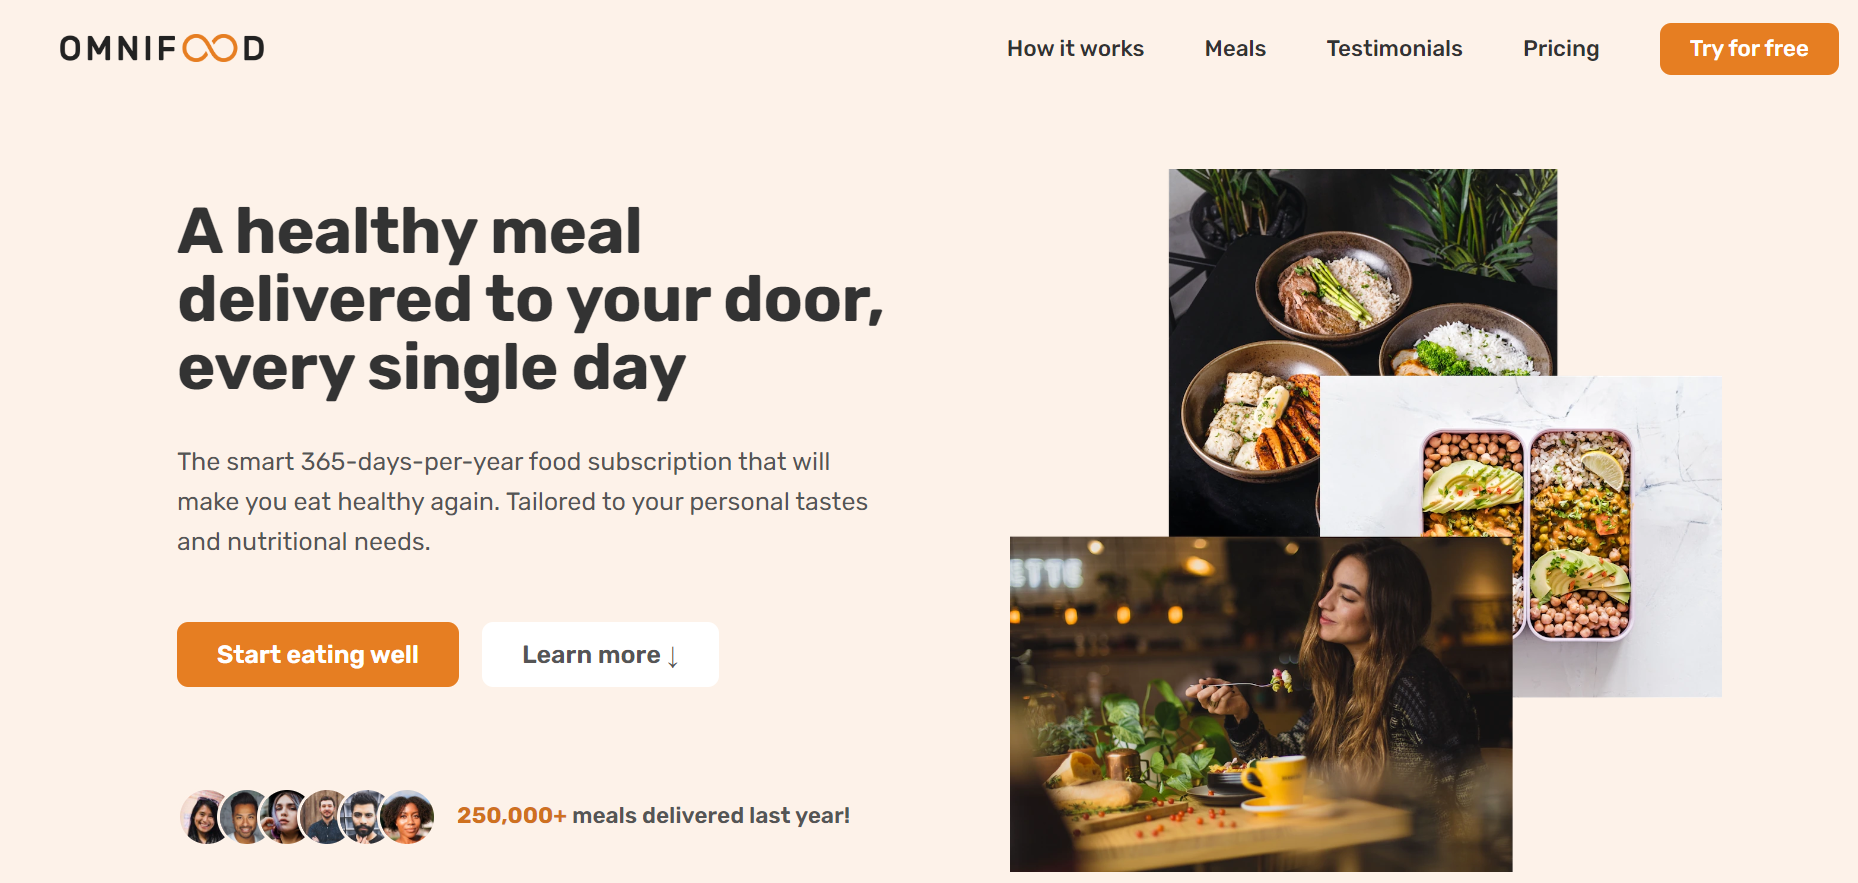 OMNIFOOD
How it works
Meals
Testimonials
Pricing
Try for free
A healthy meal
delivered to your door,
every single day
The smart 365-days-per-year food subscription that will
make you eat healthy again. Tailored to your personal tastes
and nutritional needs.
Start eating well
Learn more ↓
ETTE
250,000+ meals delivered last year!